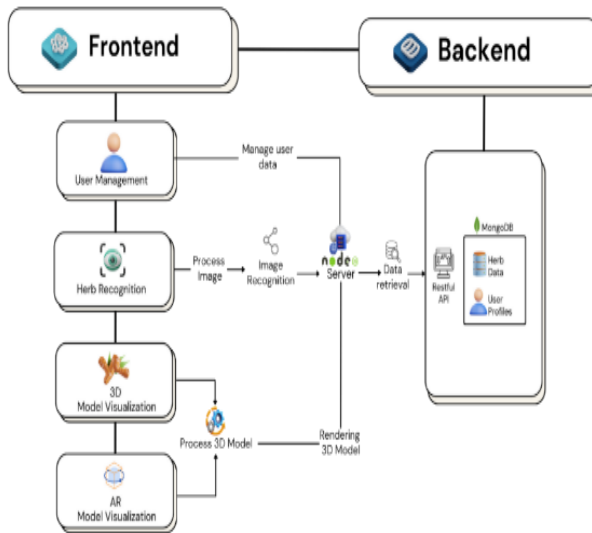 Frontend
Backend
User Management
Manage user
data
Herb Recognition
Process
Image
Image
Recognition
node
Server
Data
retrieval
Restful
API
MongoDB
Herb
Data
User
Profiles
3D
Model Visualization
Process 3D Model
Rendering
3D Model
AR
Model Visualization